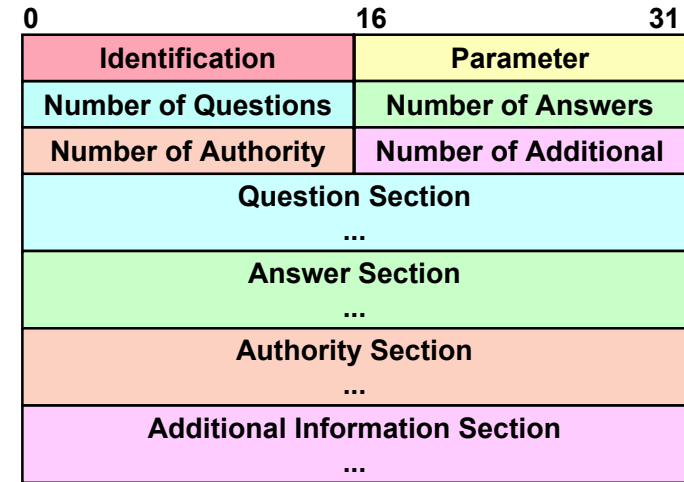 0 16 31
Identification Parameter
Number of Questions Number of Answers
Number of Authority Number of Additional
Question Section
...
Answer Section
...
Authority Section
...
Additional Information Section
...